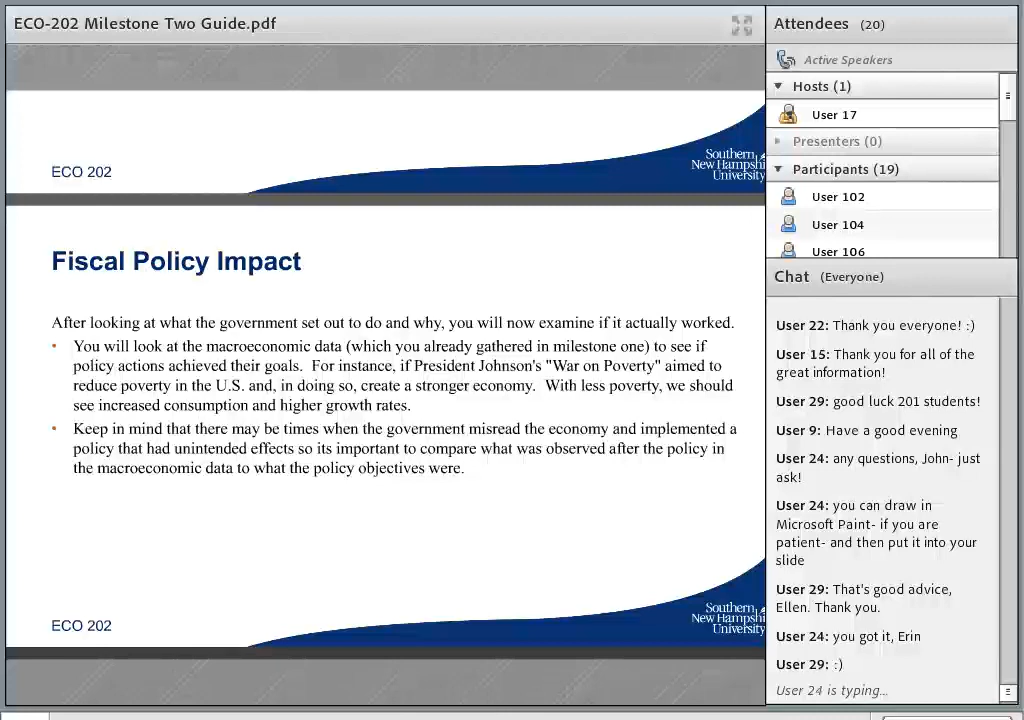 ECO-202 Milestone Two Guide.pdf
ECO 202
Southern
New Hampshi
University
Fiscal Policy Impact
After looking at what the government set out to do and why, you will now examine if it actually worked.
• You will look at the macroeconomic data (which you already gathered in milestone one) to see if
policy actions achieved their goals.  For instance, if President Johnson's "War on Poverty" aimed to
reduce poverty in the U.S. and, in doing so, create a stronger economy.  With less poverty, we should
see increased consumption and higher growth rates.
• Keep in mind that there may be times when the government misread the economy and implemented a
policy that had unintended effects so its important to compare what was observed after the policy in
the macroeconomic data to what the policy objectives were.
ECO 202
Southern
New Hampshi
University
Attendees (20)
Active Speakers
Hosts (1)
User 17
Presenters (0)
Participants (19)
User 102
User 104
User 106
Chat (Everyone)
User 22: Thank you everyone! :)
User 15: Thank you for all of the
great information!
User 29: good luck 201 students!
User 9: Have a good evening
User 24: any questions, John- just
ask!
User 24: you can draw in
Microsoft Paint- if you are
patient- and then put it into your
slide
User 29: That's good advice,
Ellen. Thank you.
User 24: you got it, Erin
User 29: :)
User 24 is typing...